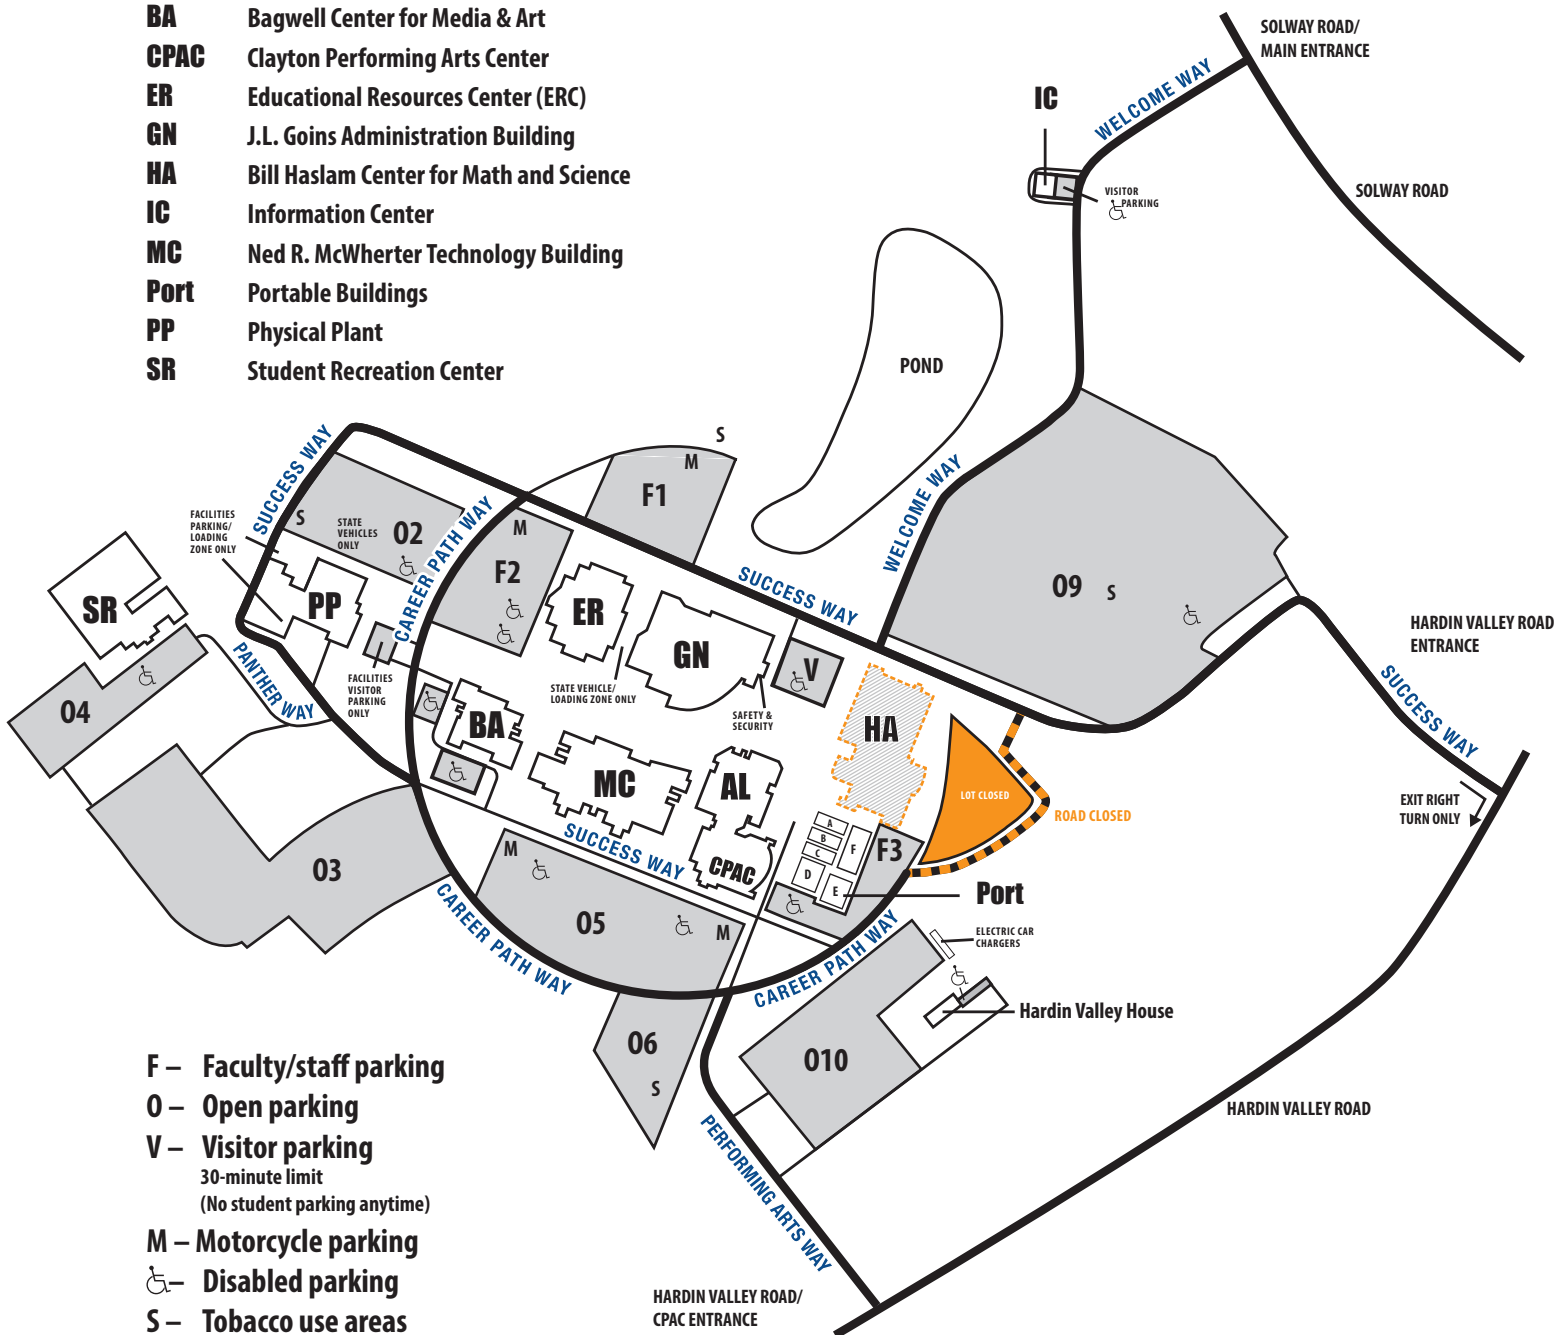 BA Bagwell Center for Media & Art
CPAC Clayton Performing Arts Center
ER Educational Resources Center (ERC)
GN J.L. Goins Administration Building
HA Bill Haslam Center for Math and Science
IC Information Center
MC Ned R. McWherter Technology Building
Port Portable Buildings
PP Physical Plant
SR Student Recreation Center
SOLWAY ROAD/
MAIN ENTRANCE
WELCOME WAY
IC
VISITOR
PARKING
SOLWAY ROAD
POND
S
M
F1
SUCCESS WAY
FACILITIES
PARKING/
LOADING
ZONE ONLY
S
STATE
VEHICLES
ONLY
O2
CAREER PATH WAY
M
F2
WELCOME WAY
SUCCESS WAY
O9
S
SR
PP
ER
GN
V
HARDIN VALLEY ROAD
ENTRANCE
SUCCESS WAY
PANTHER WAY
FACILITIES
VISITOR
PARKING
ONLY
STATE VEHICLE/
LOADING ZONE ONLY
SAFETY &
SECURITY
O4
BA
HA
MC
AL
LOT CLOSED
ROAD CLOSED
EXIT RIGHT
TURN ONLY
A
B
C
D
E
F
F3
SUCCESS WAY
CPAC
M
O3
O5
M
Port
CAREER PATH WAY
CAREER PATH WAY
ELECTRIC CAR
CHARGERS
Hardin Valley House
O6
S
O10
HARDIN VALLEY ROAD
PERFORMING ARTS WAY
F – Faculty/staff parking
O – Open parking
V – Visitor parking
30-minute limit
(No student parking anytime)
M – Motorcycle parking
– Disabled parking
S – Tobacco use areas
HARDIN VALLEY ROAD/
CPAC ENTRANCE